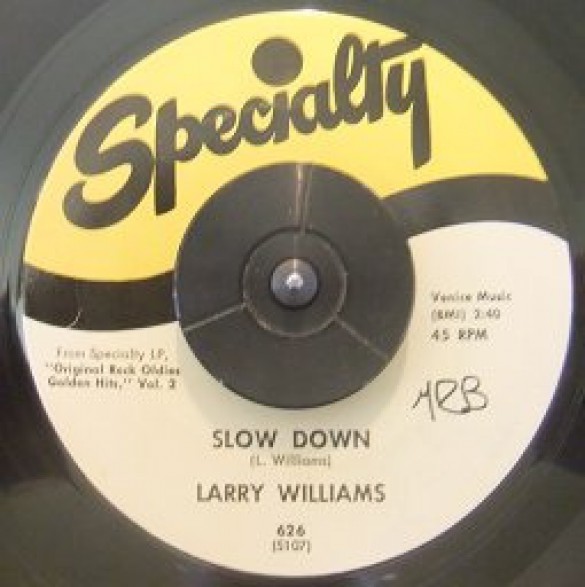 Specialty
Venice Music
(BMI) 2:40
45 RPM
From Specialty LP,
"Original Rock Oldies
Golden Hits," Vol. 2
MRB
SLOW DOWN
(L. Williams)
LARRY WILLIAMS
626
(5107)